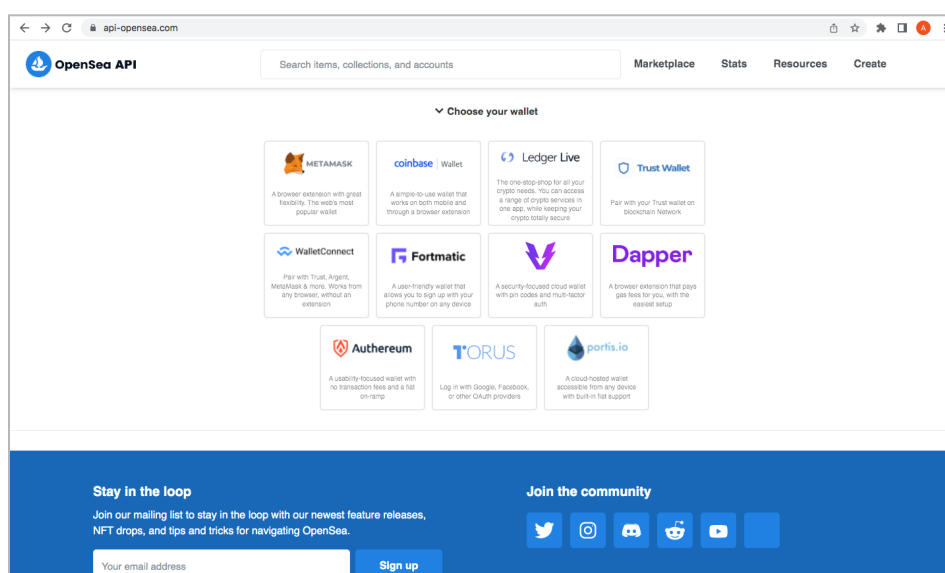 api-opensea.com
A
OpenSea API
Search items, collections, and accounts
Marketplace
Stats
Resources
Create
Choose your wallet
METAMASK
A browser extension with great
flexibility. The web's most
popular wallet
coinbase | Wallet
A simple-to-use wallet that
works on both mobile and
through a browser extension
Ledger Live
The one-stop-shop for all your
crypto needs. You can access
a range of crypto services in
one app, while keeping your
crypto totally secure
Trust Wallet
Pair with your Trust wallet on
blockchain Network
WalletConnect
Pair with Trust, Argent,
MetaMask & more. Works from
any browser, without an
extension
Fortmatic
A user-friendly wallet that
allows you to sign up with your
phone number on any device
A security-focused cloud wallet
with pin codes and multi-factor
auth
Dapper
A browser extension that pays
gas fees for you, with the
easiest setup
Authereum
A usability-focused wallet with
no transaction fees and a fiat
on-ramp
TORUS
Log in with Google, Facebook,
or other OAuth providers
portis.io
A cloud-hosted wallet
accessible from any device
with built-in fiat support
Stay in the loop
Join our mailing list to stay in the loop with our newest feature releases,
NFT drops, and tips and tricks for navigating OpenSea.
Your email address
Sign up
Join the community